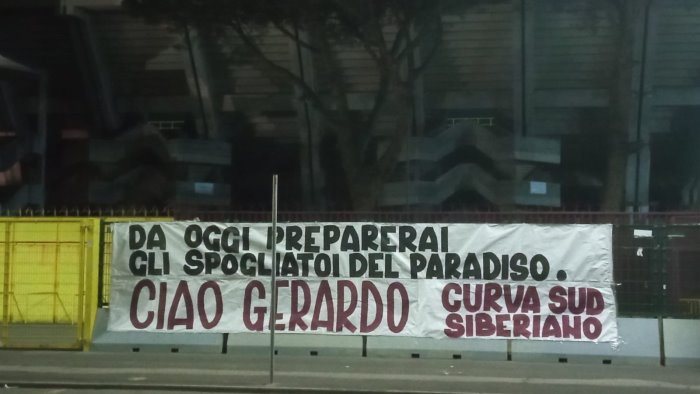 DA OGGI PREPARERAI
GLI SPOGLIATOI DEL PARADISO.
CIAO GERARDO
CURVA SUD
SIBERIANO